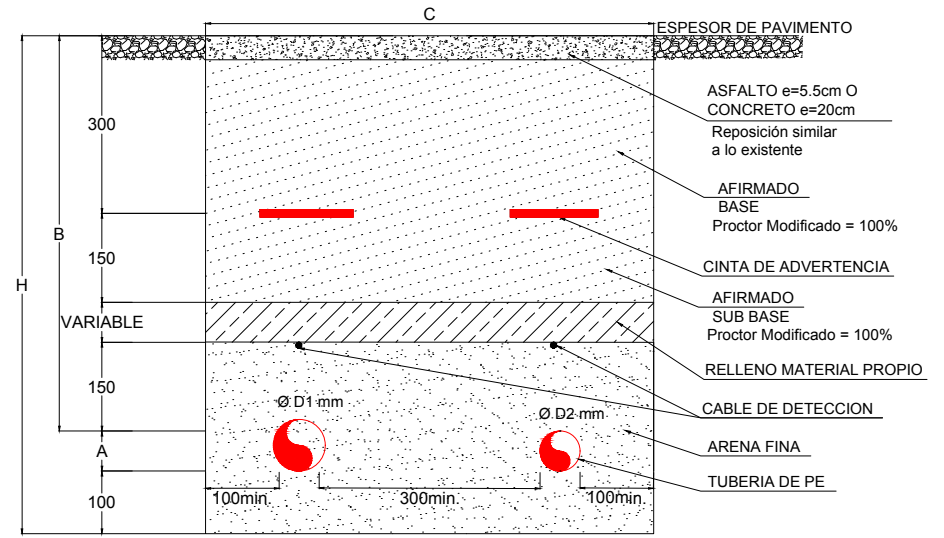 C
ESPESOR DE PAVIMENTO
ASFALTO e=5.5cm O
CONCRETO e=20cm
Reposición similar
a lo existente
300
AFIRMADO
BASE
Proctor Modificado = 100%
B
150
CINTA DE ADVERTENCIA
H
AFIRMADO
SUB BASE
Proctor Modificado = 100%
VARIABLE
RELLENO MATERIAL PROPIO
150
CABLE DE DETECCION
Ø D1 mm
Ø D2 mm
ARENA FINA
A
TUBERIA DE PE
100
100min.
300min.
100min.